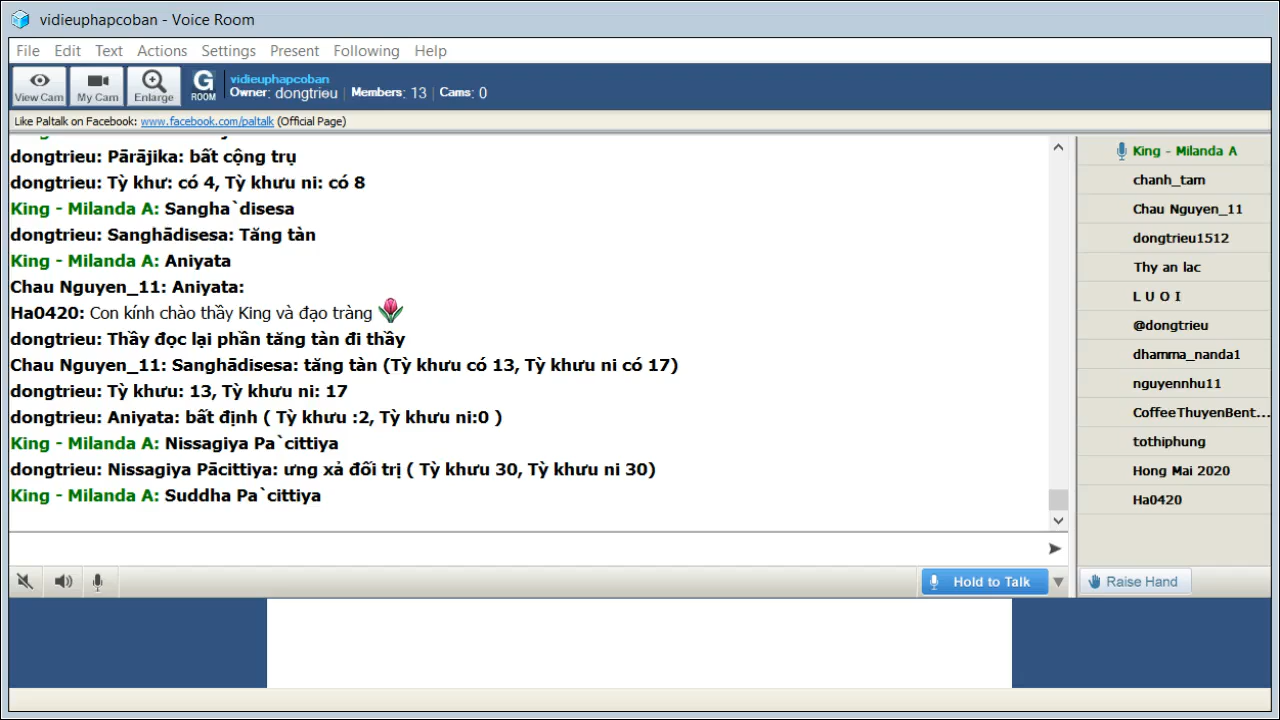 vidieuphapcoban - Voice Room
File Edit Text Actions Settings Present Following Help
View Cam My Cam Enlarge G ROOM
vidieuphapcoban
Owner: dongtrieu | Members: 13 | Cams: 0
Like Paltalk on Facebook: www.facebook.com/paltalk (Official Page)
dongtrieu: Pārājika: bất cộng trụ
dongtrieu: Tỳ khư: có 4, Tỳ khưu ni: có 8
King - Milanda A: Sangha`disesa
dongtrieu: Sanghādisesa: Tăng tàn
King - Milanda A: Aniyata
Chau Nguyen_11: Aniyata:
Ha0420: Con kính chào thầy King và đạo tràng
dongtrieu: Thầy đọc lại phần tăng tàn đi thầy
Chau Nguyen_11: Sanghādisesa: tăng tàn (Tỳ khưu có 13, Tỳ khưu ni có 17)
dongtrieu: Tỳ khưu: 13, Tỳ khưu ni: 17
dongtrieu: Aniyata: bất định ( Tỳ khưu :2, Tỳ khưu ni:0 )
King - Milanda A: Nissagiya Pa`cittiya
dongtrieu: Nissagiya Pācittiya: ưng xả đối trị ( Tỳ khưu 30, Tỳ khưu ni 30)
King - Milanda A: Suddha Pa`cittiya
King - Milanda A
chanh_tam
Chau Nguyen_11
dongtrieu1512
Thy an lac
L U O I
@dongtrieu
dhamma_nanda1
nguyennhu11
CoffeeThuyenBent...
tothiphung
Hong Mai 2020
Ha0420
Hold to Talk
Raise Hand